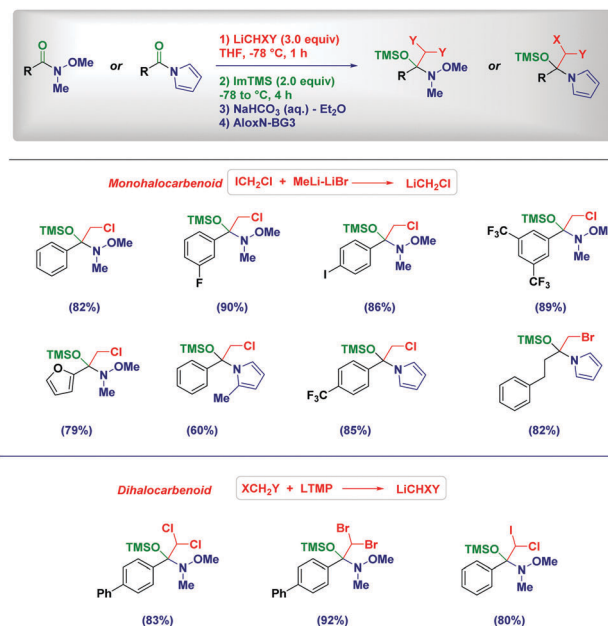 O
R N OMe
Me
or
O
R N
1) LiCHXY (3.0 equiv)
THF, -78 °C, 1 h
2) ImTMS (2.0 equiv)
-78 to °C, 4 h
3) NaHCO3 (aq.) - Et2O
4) AloxN-BG3
Y
TMSO Y
R N OMe
Me
or
X
TMSO Y
R N
Monohalocarbenoid ICH2Cl + MeLi-LiBr LiCH2Cl
TMSO Cl
N OMe
Me
(82%)
TMSO Cl
N OMe
Me
F
(90%)
TMSO Cl
N OMe
Me
I
(86%)
TMSO Cl
F3C N OMe
Me
CF3
(89%)
TMSO Cl
O N OMe
Me
(79%)
TMSO Cl
N
Me
(60%)
TMSO Cl
N
F3C
(85%)
TMSO Br
N
(82%)
Dihalocarbenoid XCH2Y + LTMP LiCHXY
Cl
TMSO Cl
N OMe
Me
Ph
(83%)
Br
TMSO Br
N OMe
Me
Ph
(92%)
I
TMSO Cl
N OMe
Me
(80%)